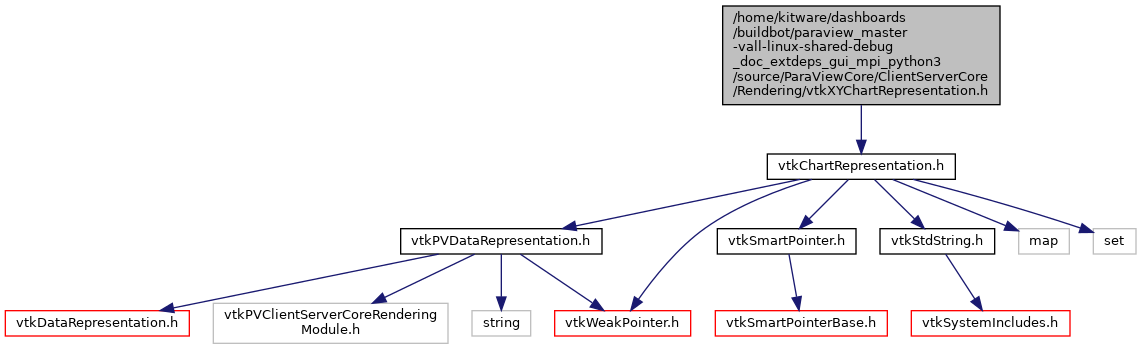 /home/kitware/dashboards
/buildbot/paraview_master
-vall-linux-shared-debug
_doc_extdeps_gui_mpi_python3
/source/ParaViewCore/ClientServerCore
/Rendering/vtkXYChartRepresentation.h
vtkChartRepresentation.h
vtkPVDataRepresentation.h
vtkSmartPointer.h
vtkStdString.h
map
set
vtkDataRepresentation.h
vtkPVClientServerCoreRendering
Module.h
string
vtkWeakPointer.h
vtkSmartPointerBase.h
vtkSystemIncludes.h